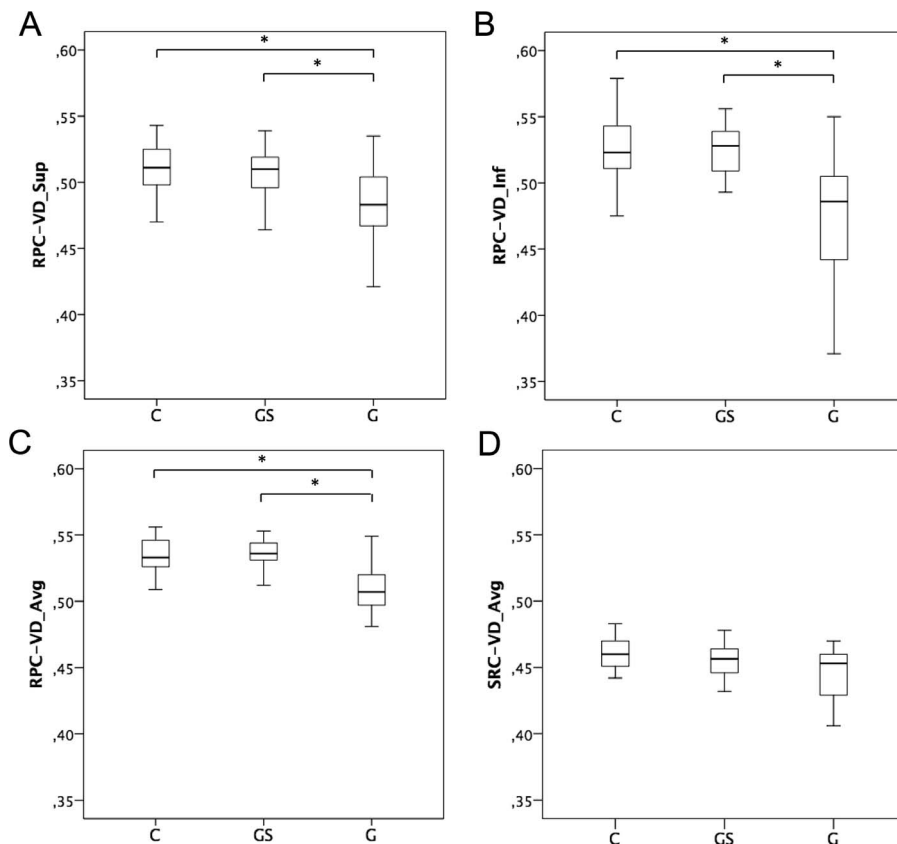 A
*
*
,60
,55
,50
,45
,40
,35
RPC-VD_Sup
C GS G
B
*
*
,60
,55
,50
,45
,40
,35
RPC-VD_Inf
C GS G
C
*
*
,60
,55
,50
,45
,40
,35
RPC-VD_Avg
C GS G
D
,60
,55
,50
,45
,40
,35
SRC-VD_Avg
C GS G